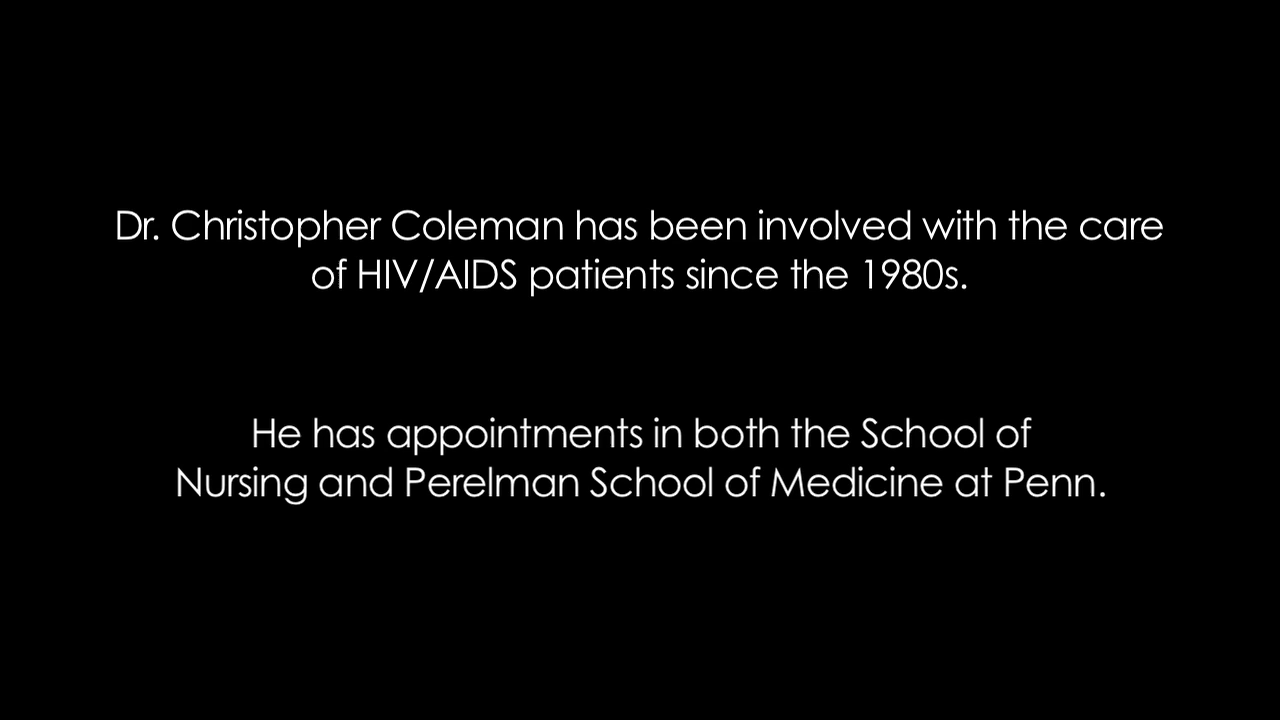 Dr. Christopher Coleman has been involved with the care
of HIV/AIDS patients since the 1980s.
He has appointments in both the School of
Nursing and Perelman School of Medicine at Penn.